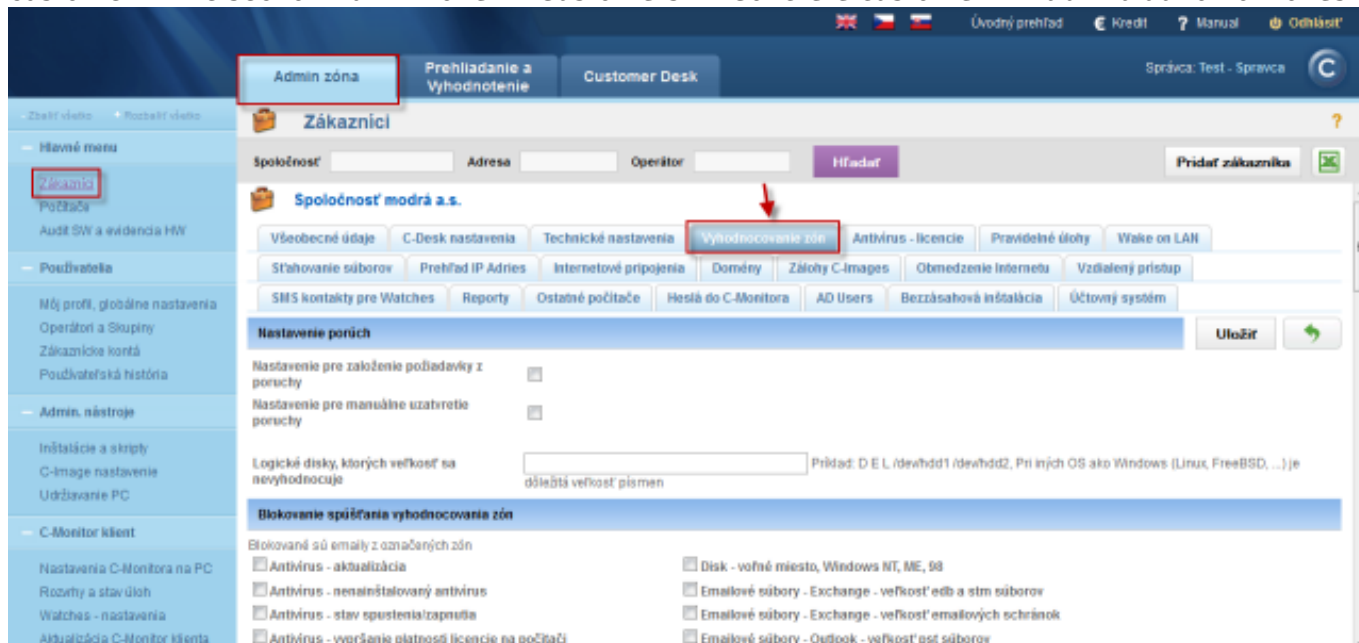 Úvodný prehľad € Kredit ? Manual Odhlásiť
Admin zóna
Prehliadanie a Vyhodnotenie
Customer Desk
Správca: Test - Spravca
Zbaliť všetko Rozbaliť všetko
Hlavné menu
Zákazníci
Počítače
Audit SW a evidencia HW
Používatelia
Môj profil, globálne nastavenia
Operátori a Skupiny
Zákaznícke kontá
Používateľská história
Admin. nástroje
Inštalácie a skripty
C-Image nastavenie
Udržiavanie PC
C-Monitor klient
Nastavenia C-Monitora na PC
Rozvrhy a stav úloh
Watches - nastavenia
Aktualizácia C-Monitor klienta
Zákazníci ?
Spoločnosť Adresa Operátor Hľadať Pridať zákazníka
Spoločnosť modrá a.s.
Všeobecné údaje C-Desk nastavenia Technické nastavenia Vyhodnocovanie zón Antivírus - licencie Pravidelné úlohy Wake on LAN
Sťahovanie súborov Prehľad IP Adries Internetové pripojenia Domény Zálohy C-Images Obmedzenie Internetu Vzdialený prístup
SMS kontakty pre Watches Reporty Ostatné počítače Heslá do C-Monitora AD Users Bezzásahová inštalácia Účtovný systém
Nastavenie porúch Uložiť
Nastavenie pre založenie požiadavky z
poruchy
Nastavenie pre manuálne uzatvretie
poruchy
Logické disky, ktorých veľkosť sa
nevyhodnocuje
Príklad: D E L /dev/hdd1 /dev/hdd2, Pri iných OS ako Windows (Linux, FreeBSD, ...) je
dôležitá veľkosť písmen
Blokovanie spúšťania vyhodnocovania zón
Blokované sú emaily z označených zón
Antivírus - aktualizácia Disk - voľné miesto, Windows NT, ME, 98
Antivírus - nenainštalovaný antivírus Emailové súbory - Exchange - veľkosť edb a stm súborov
Antivírus - stav spustenia/zapnutia Emailové súbory - Exchange - veľkosť emailových schránok
Antivírus - vypršanie platnosti licencie na počítači Emailové súbory - Outlook - veľkosť pst súborov